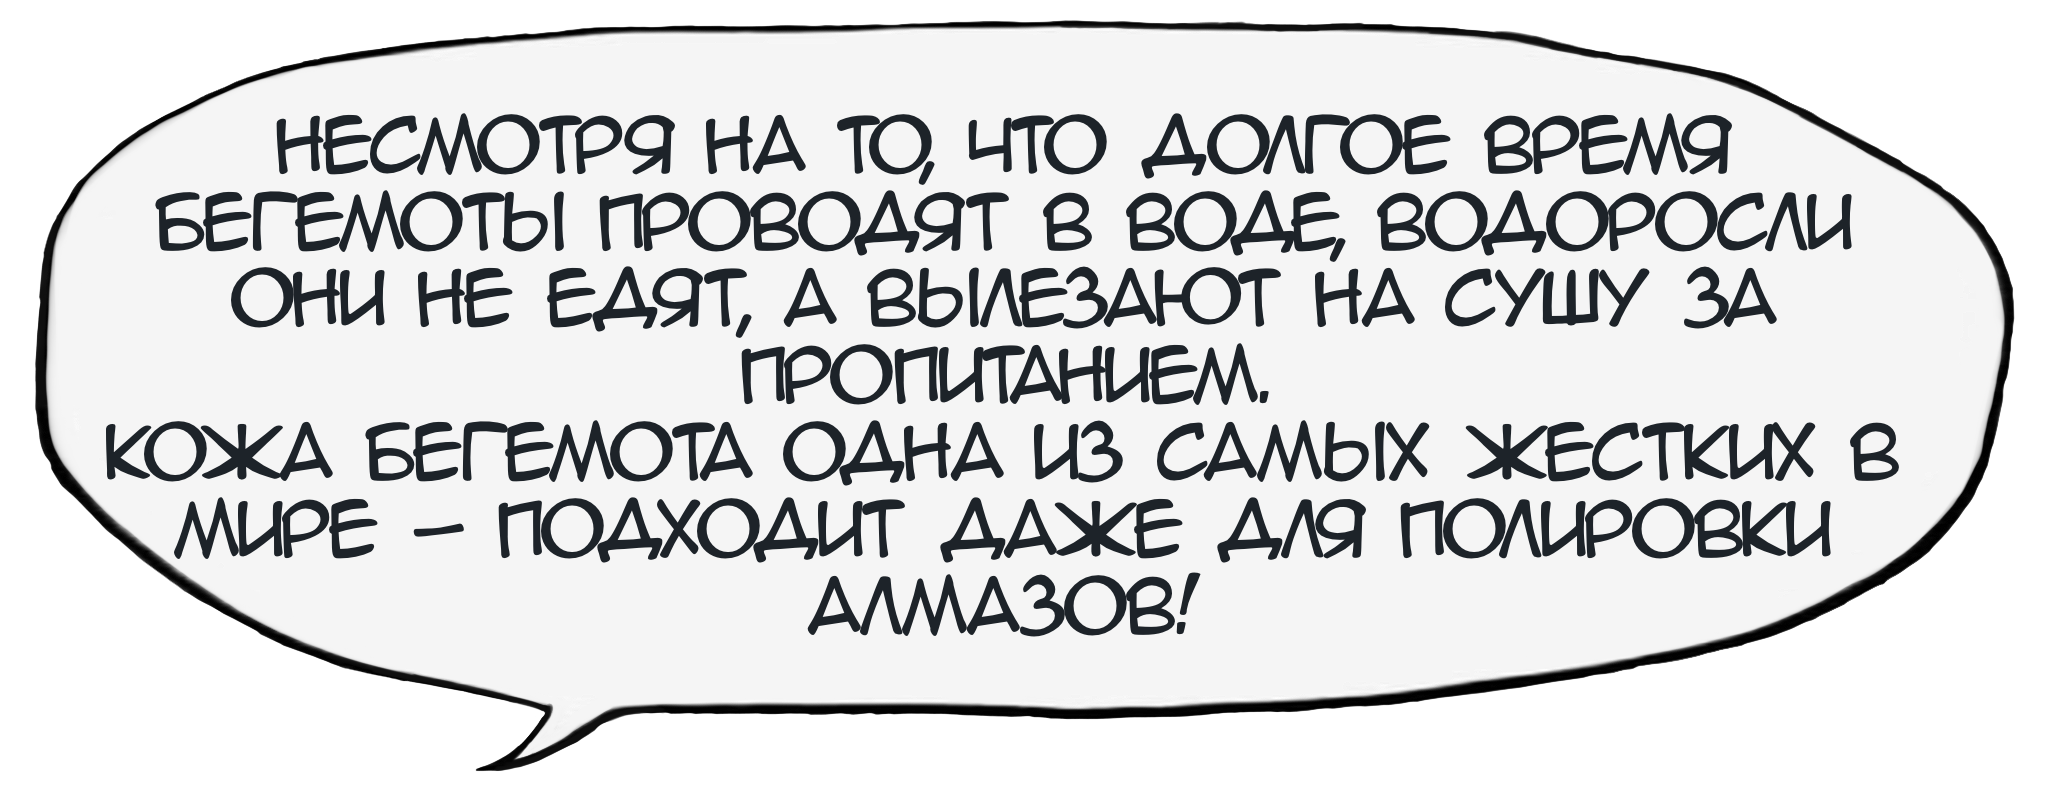 НЕСМОТРЯ НА ТО, ЧТО ДОЛГОЕ ВРЕМЯ
БЕГЕМОТЫ ПРОВОДЯТ В ВОДЕ, ВОДОРОСЛИ
ОНИ НЕ ЕДЯТ, А ВЫЛЕЗАЮТ НА СУШУ ЗА
ПРОПИТАНИЕМ.
КОЖА БЕГЕМОТА ОДНА ИЗ САМЫХ ЖЕСТКИХ В
МИРЕ – ПОДХОДИТ ДАЖЕ ДЛЯ ПОЛИРОВКИ
АЛМАЗОВ!